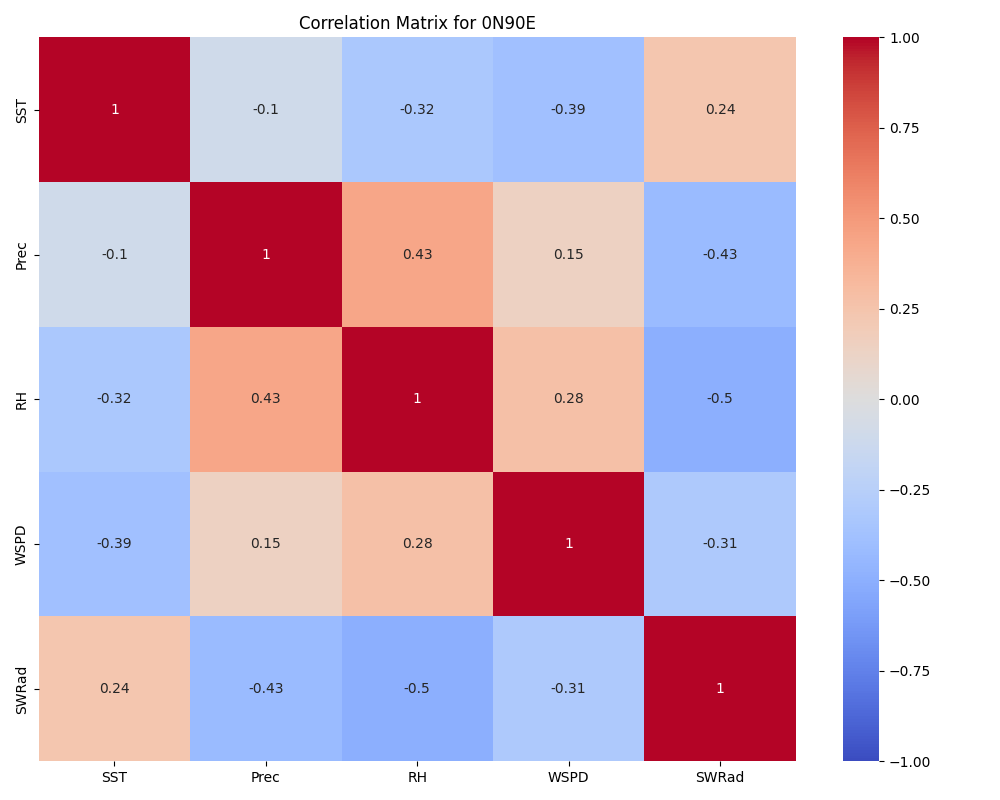 Correlation Matrix for 0N90E
SST 1 -0.1 -0.32 -0.39 0.24
Prec -0.1 1 0.43 0.15 -0.43
RH -0.32 0.43 1 0.28 -0.5
WSPD -0.39 0.15 0.28 1 -0.31
SWRad 0.24 -0.43 -0.5 -0.31 1
SST Prec RH WSPD SWRad
1.00
0.75
0.50
0.25
0.00
−0.25
−0.50
−0.75
−1.00